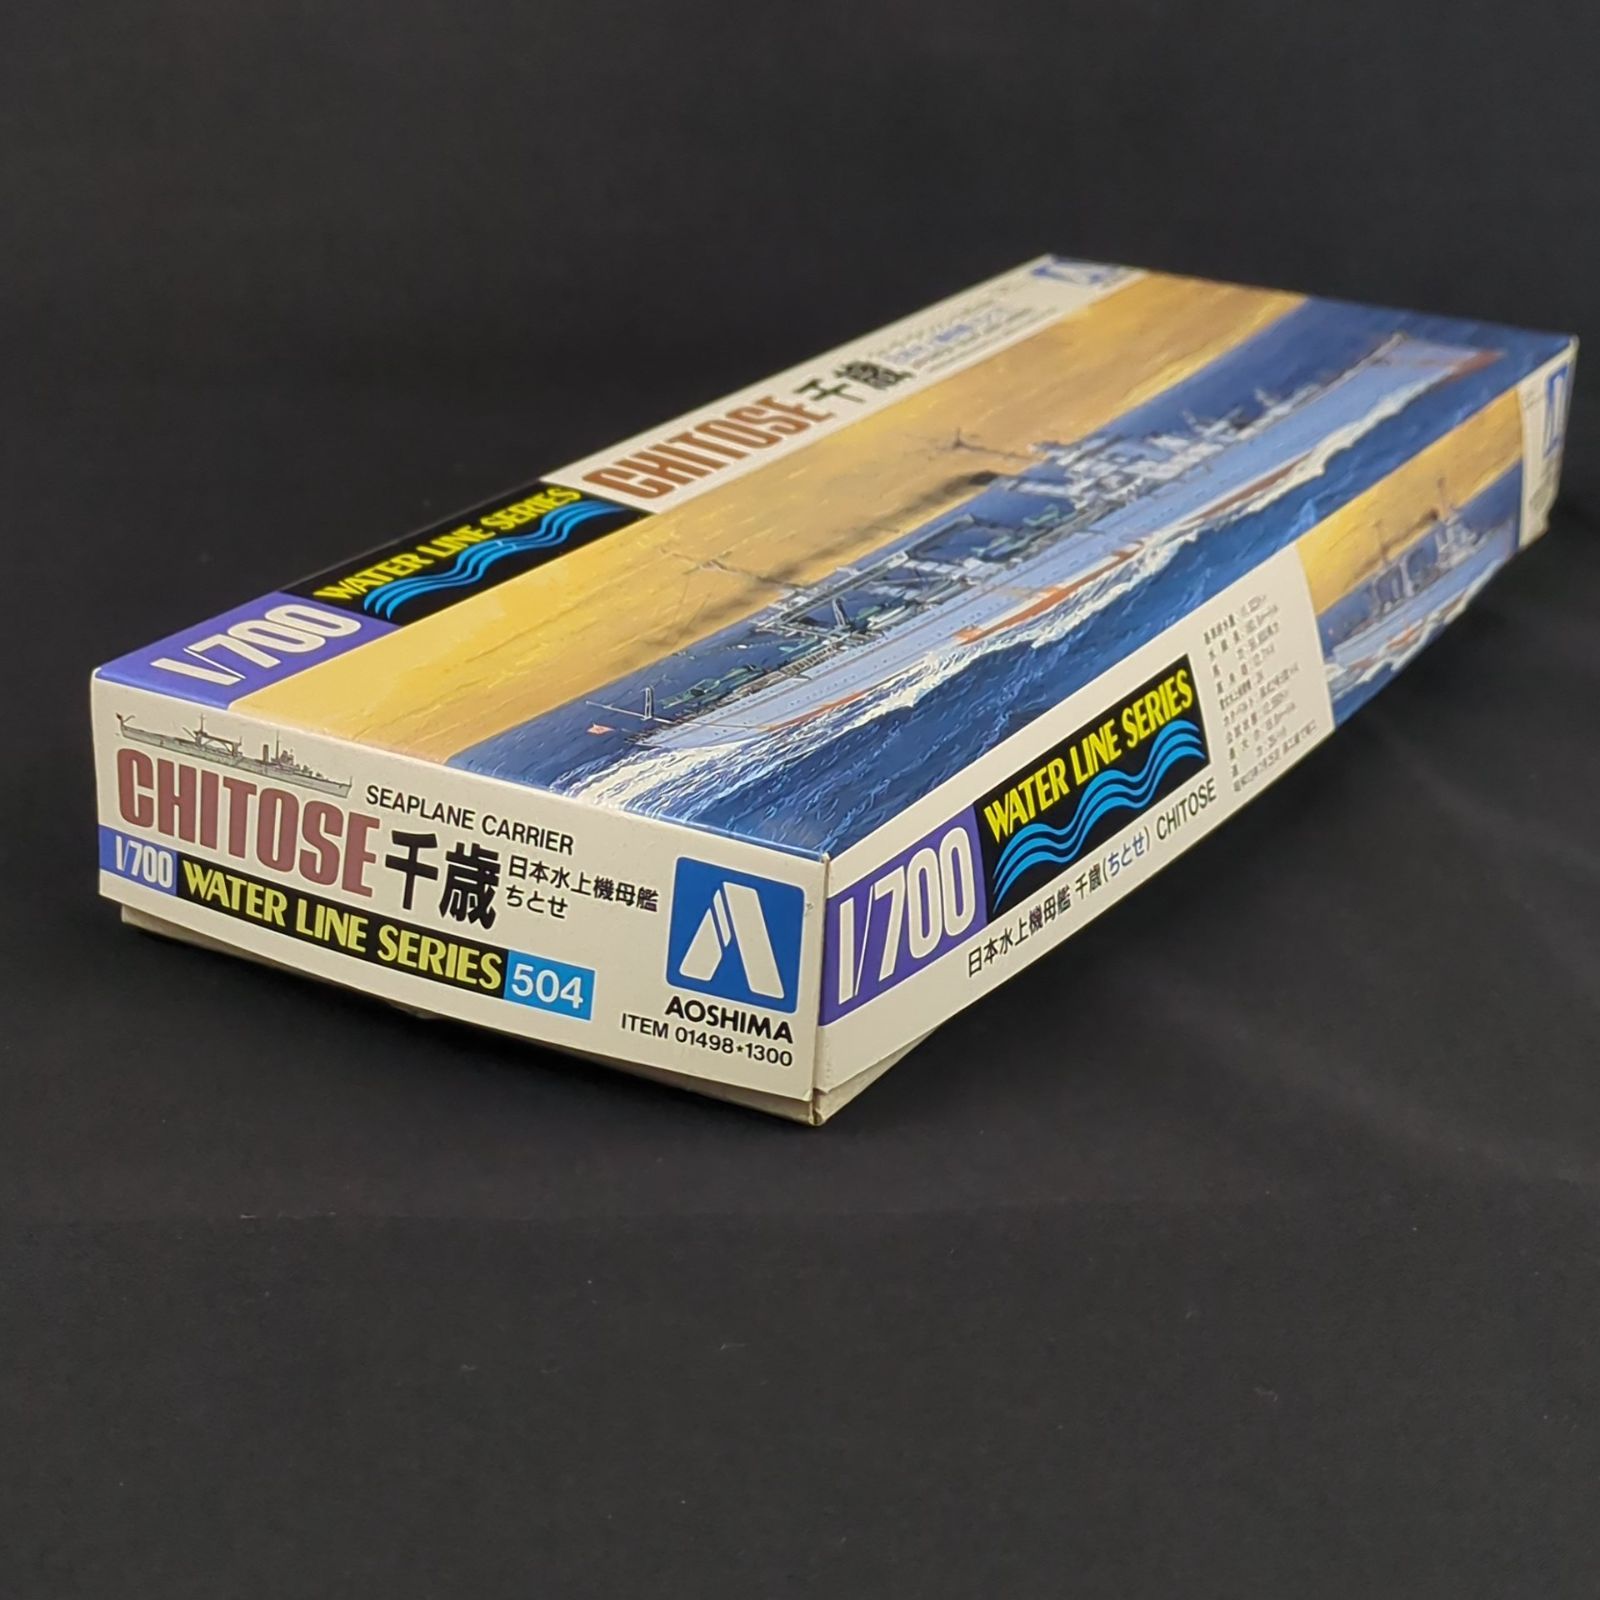 1/700
WATER LINE SERIES
CHITOSE 千歳
CHITOSE 千歳
SEAPLANE CARRIER
日本水上機母艦
ちとせ
1/700 WATER LINE SERIES 504
AOSHIMA
ITEM 01498★1300
1/700
WATER LINE SERIES
日本水上機母艦 千歳(ちとせ) CHITOSE